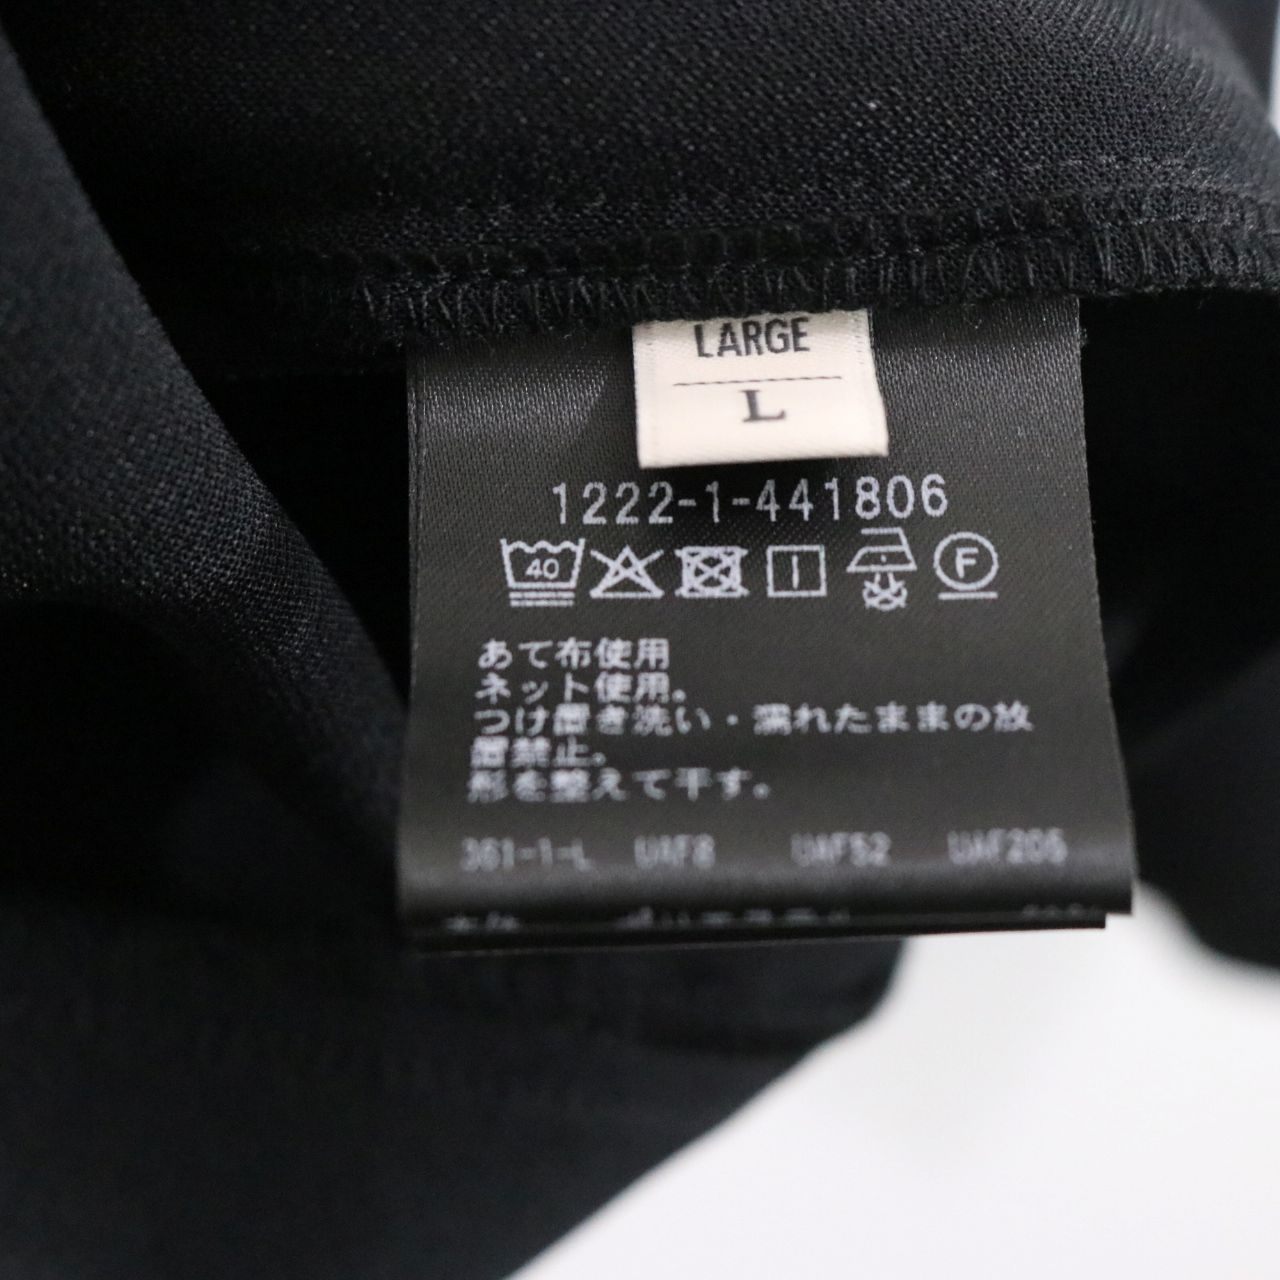 LARGE
L
1222-1-441806
40
F
あて布使用
ネット使用。
つけ置き洗い・濡れたままの放
置禁止。
形を整えて干す。
361-1-L UAF8 UAF52 UAF205